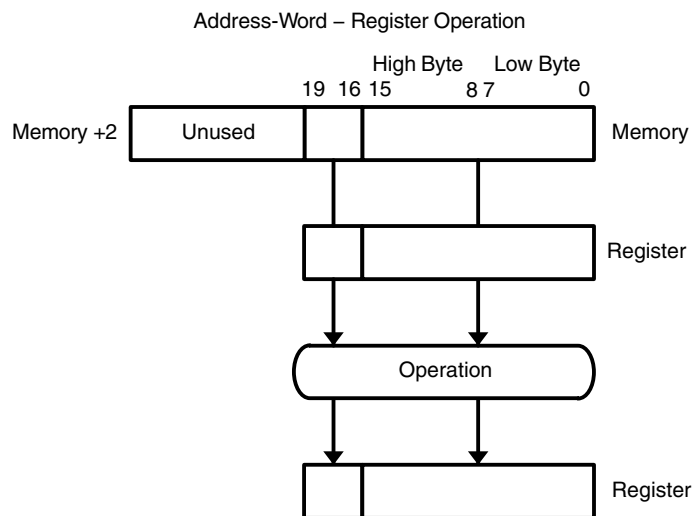 Address-Word – Register Operation
High Byte Low Byte
19 16 15 8 7 0
Memory +2 Unused Memory
Register
Operation
Register